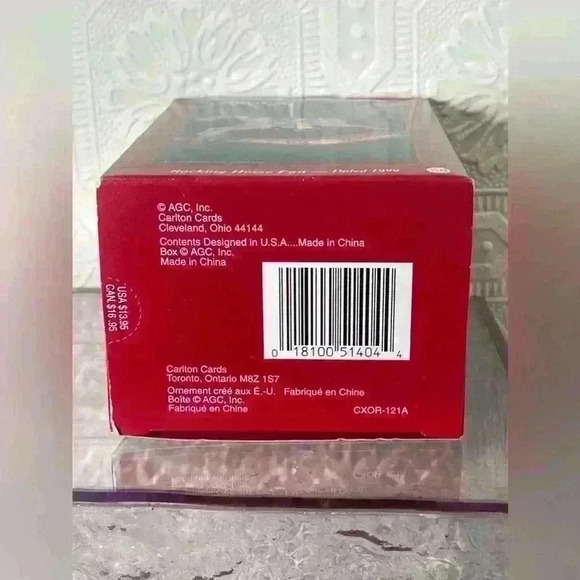 Rocking Horse Fun — Dated 1999
© AGC, Inc.
Carlton Cards
Cleveland, Ohio 44144
Contents Designed in U.S.A....Made in China
Box © AGC, Inc.
Made in China
USA $13.95
CAN. $16.95
0 18100 51404 4
Carlton Cards
Toronto, Ontario M8Z 1S7
Ornement créé aux É.-U. Fabriqué en Chine
Boîte © AGC, Inc.
Fabriqué en Chine
CXOR-121A